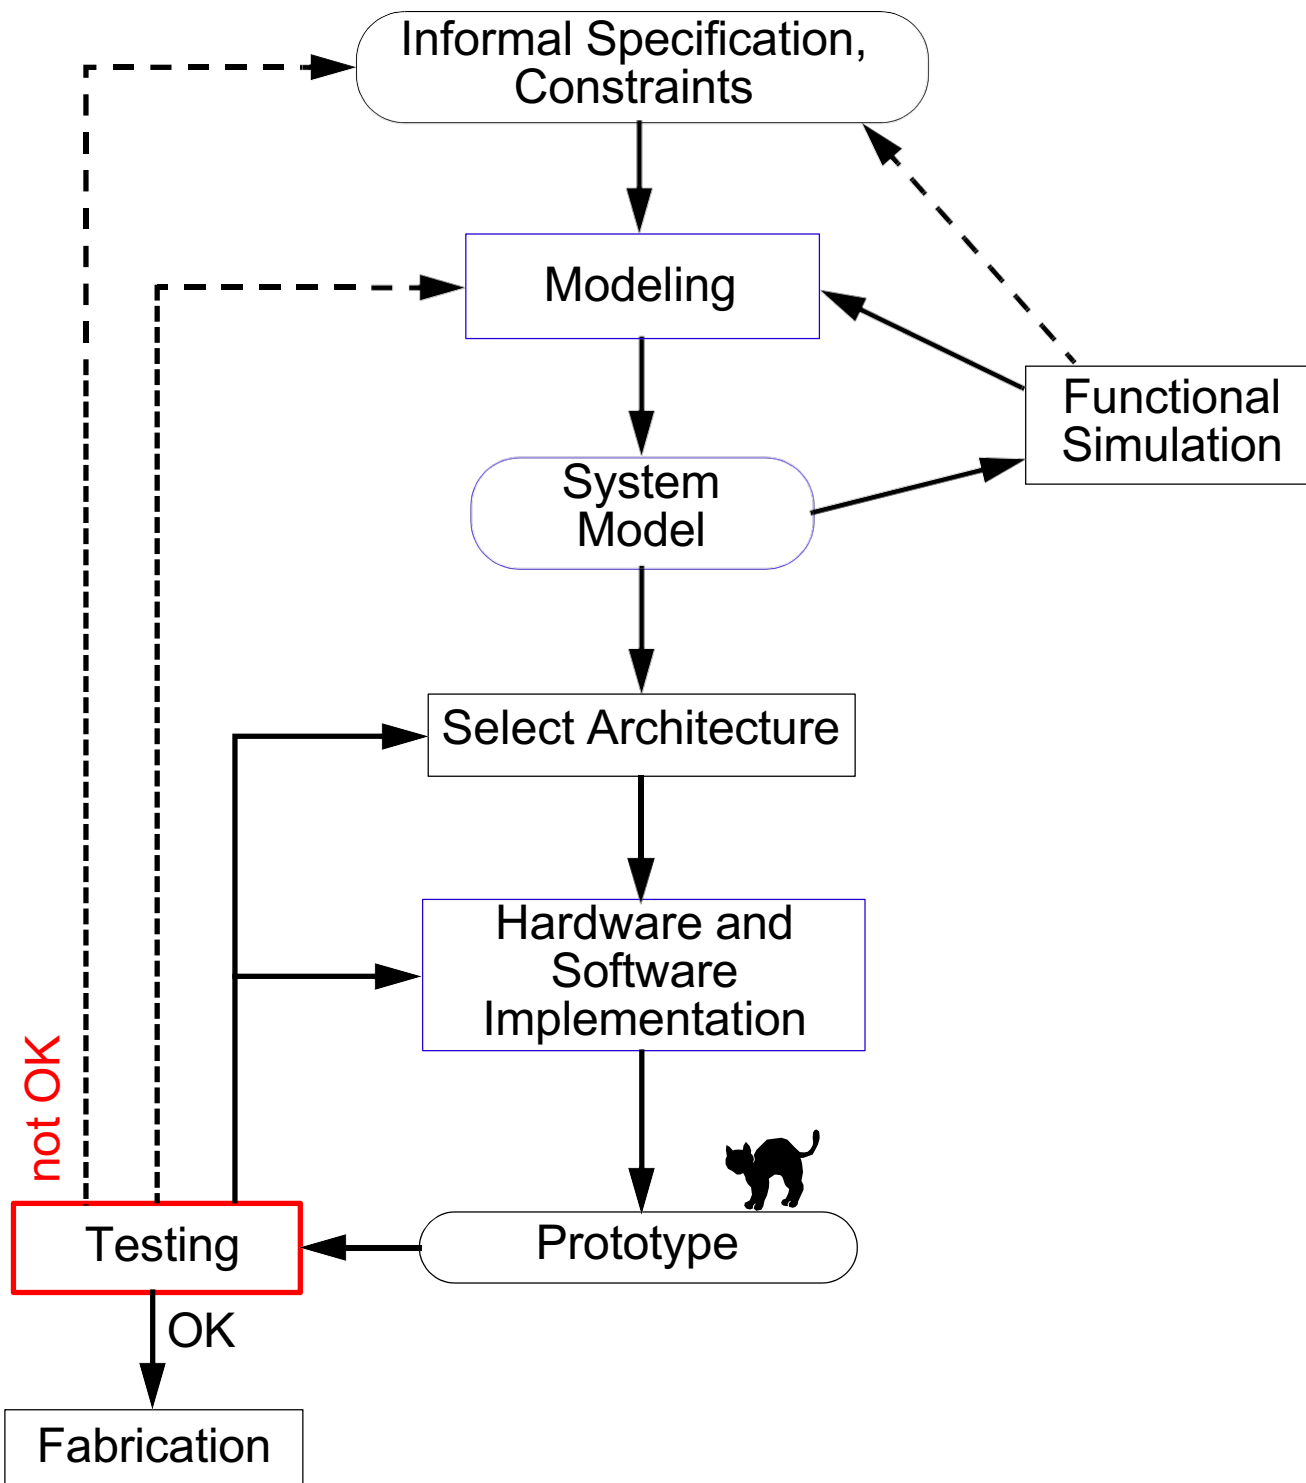 Informal Specification,
Constraints
Modeling
Functional
Simulation
System
Model
Select Architecture
Hardware and
Software
Implementation
not OK
Prototype
Testing
OK
Fabrication